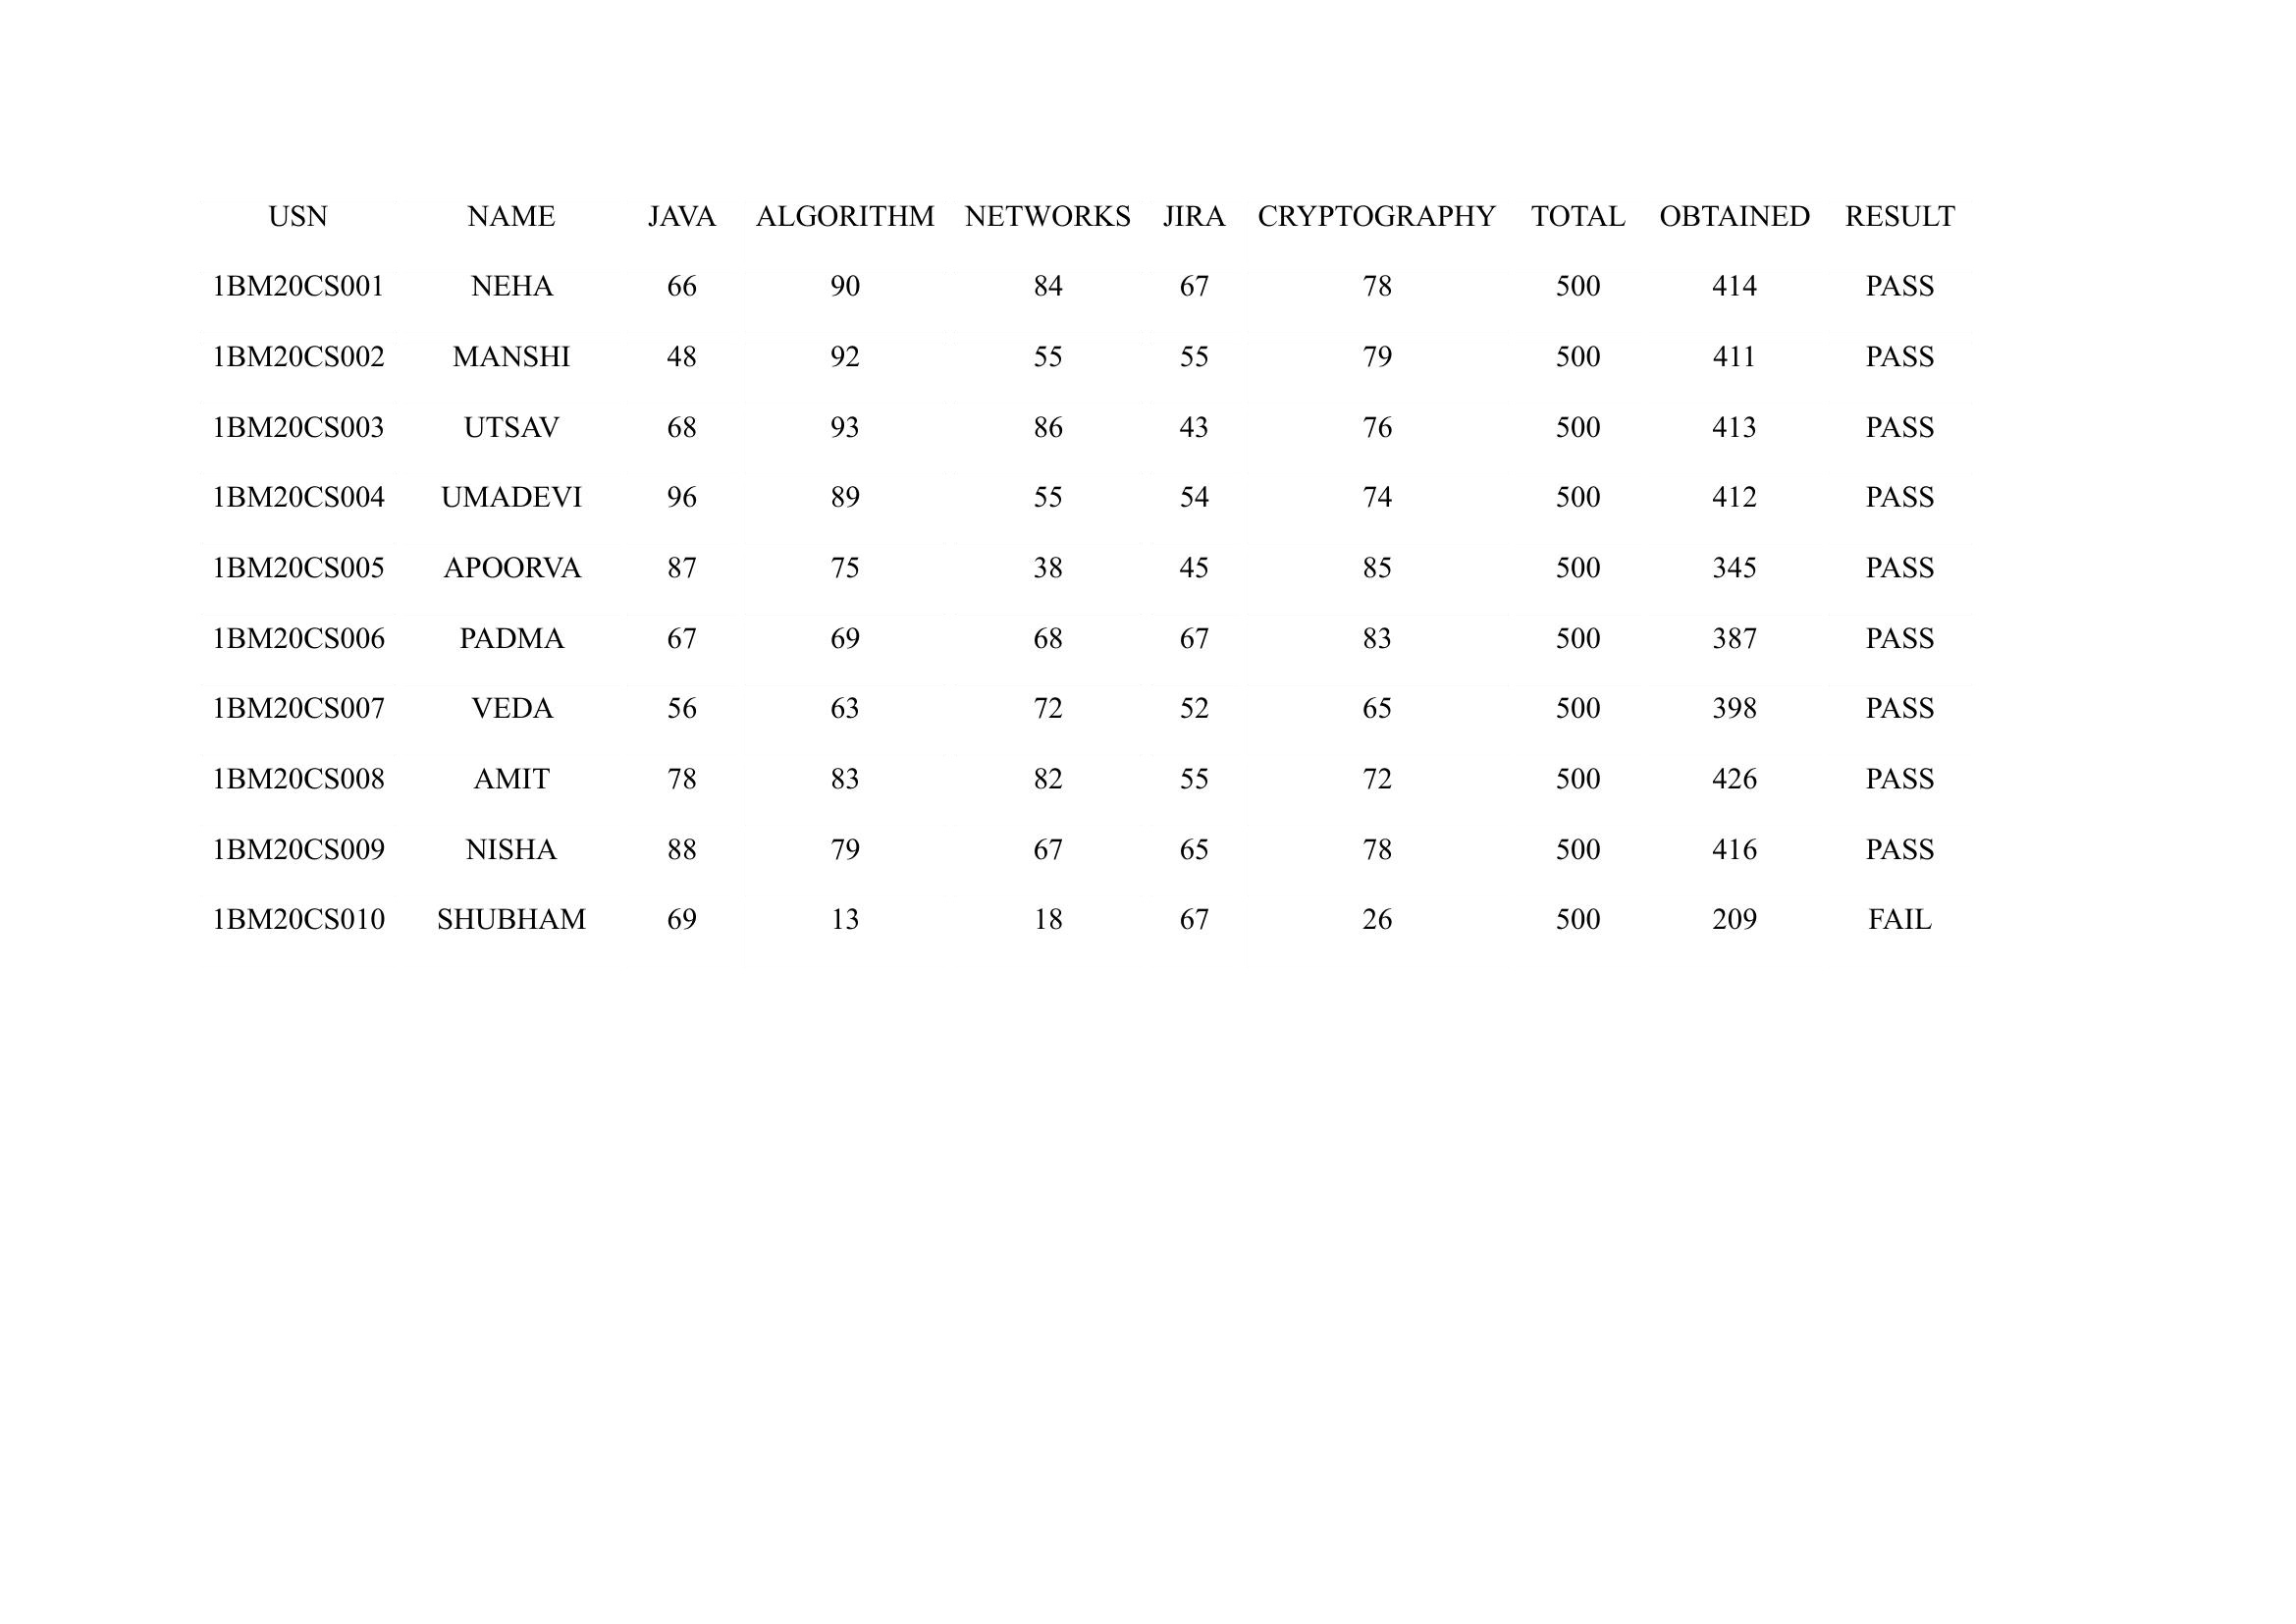 USN NAME JAVA ALGORITHM NETWORKS JIRA CRYPTOGRAPHY TOTAL OBTAINED RESULT
1BM20CS001 NEHA 66 90 84 67 78 500 414 PASS
1BM20CS002 MANSHI 48 92 55 55 79 500 411 PASS
1BM20CS003 UTSAV 68 93 86 43 76 500 413 PASS
1BM20CS004 UMADEVI 96 89 55 54 74 500 412 PASS
1BM20CS005 APOORVA 87 75 38 45 85 500 345 PASS
1BM20CS006 PADMA 67 69 68 67 83 500 387 PASS
1BM20CS007 VEDA 56 63 72 52 65 500 398 PASS
1BM20CS008 AMIT 78 83 82 55 72 500 426 PASS
1BM20CS009 NISHA 88 79 67 65 78 500 416 PASS
1BM20CS010 SHUBHAM 69 13 18 67 26 500 209 FAIL